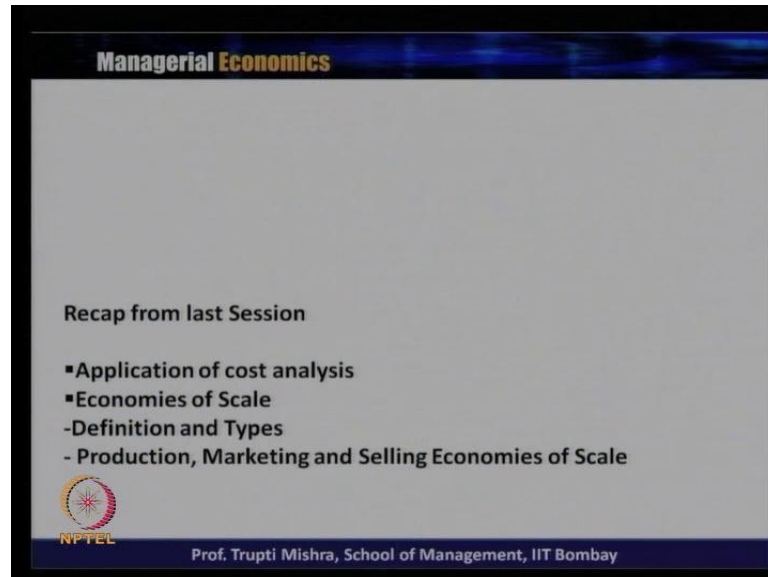 Managerial Economics
Recap from last Session
▪Application of cost analysis
▪Economies of Scale
-Definition and Types
- Production, Marketing and Selling Economies of Scale
NPTEL
Prof. Trupti Mishra, School of Management, IIT Bombay